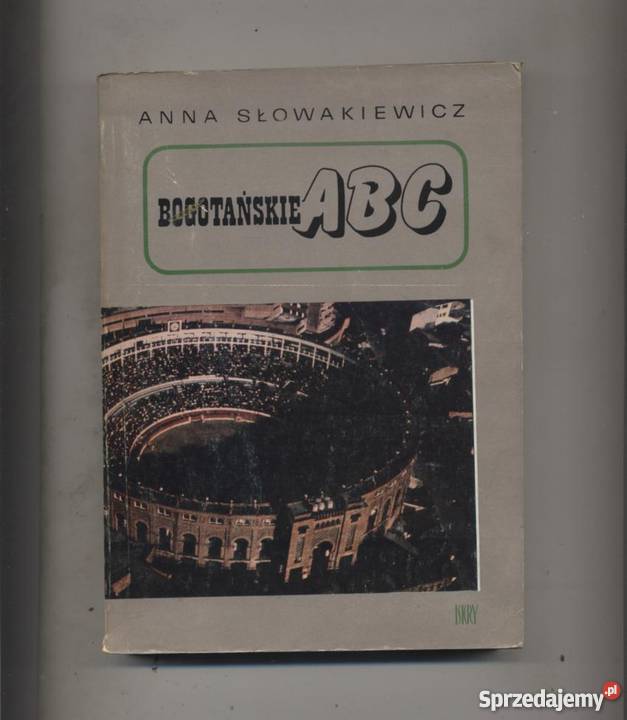 ANNA SŁOWAKIEWICZ
BOGOTAŃSKIE ABC
ISKRY
Sprzedajemy.pl